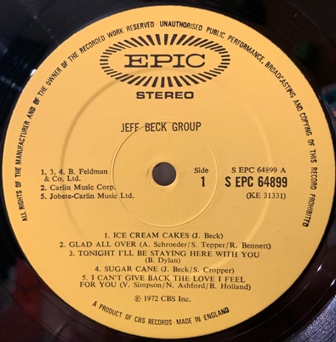 ALL RIGHTS OF THE MANUFACTURER AND OF THE OWNER OF THE RECORDED WORK RESERVED · UNAUTHORISED PUBLIC PERFORMANCE, BROADCASTING AND COPYING OF THIS RECORD PROHIBITED
EPIC
STEREO
JEFF BECK GROUP
1, 3, 4. B. Feldman
& Co. Ltd.
2. Carlin Music Corp.
5. Jobete-Carlin Music Ltd.
Side
1
S EPC 64899 A
S EPC 64899
(KE 31331)
1. ICE CREAM CAKES (J. Beck)
2. GLAD ALL OVER (A. Schroeder/S. Tepper/R. Bennett)
3. TONIGHT I'LL BE STAYING HERE WITH YOU
(B. Dylan)
4. SUGAR CANE (J. Beck/S. Cropper)
5. I CAN'T GIVE BACK THE LOVE I FEEL
FOR YOU (V. Simpson/N. Ashford/B. Holland)
℗ 1972 CBS Inc.
A PRODUCT OF CBS RECORDS · MADE IN ENGLAND